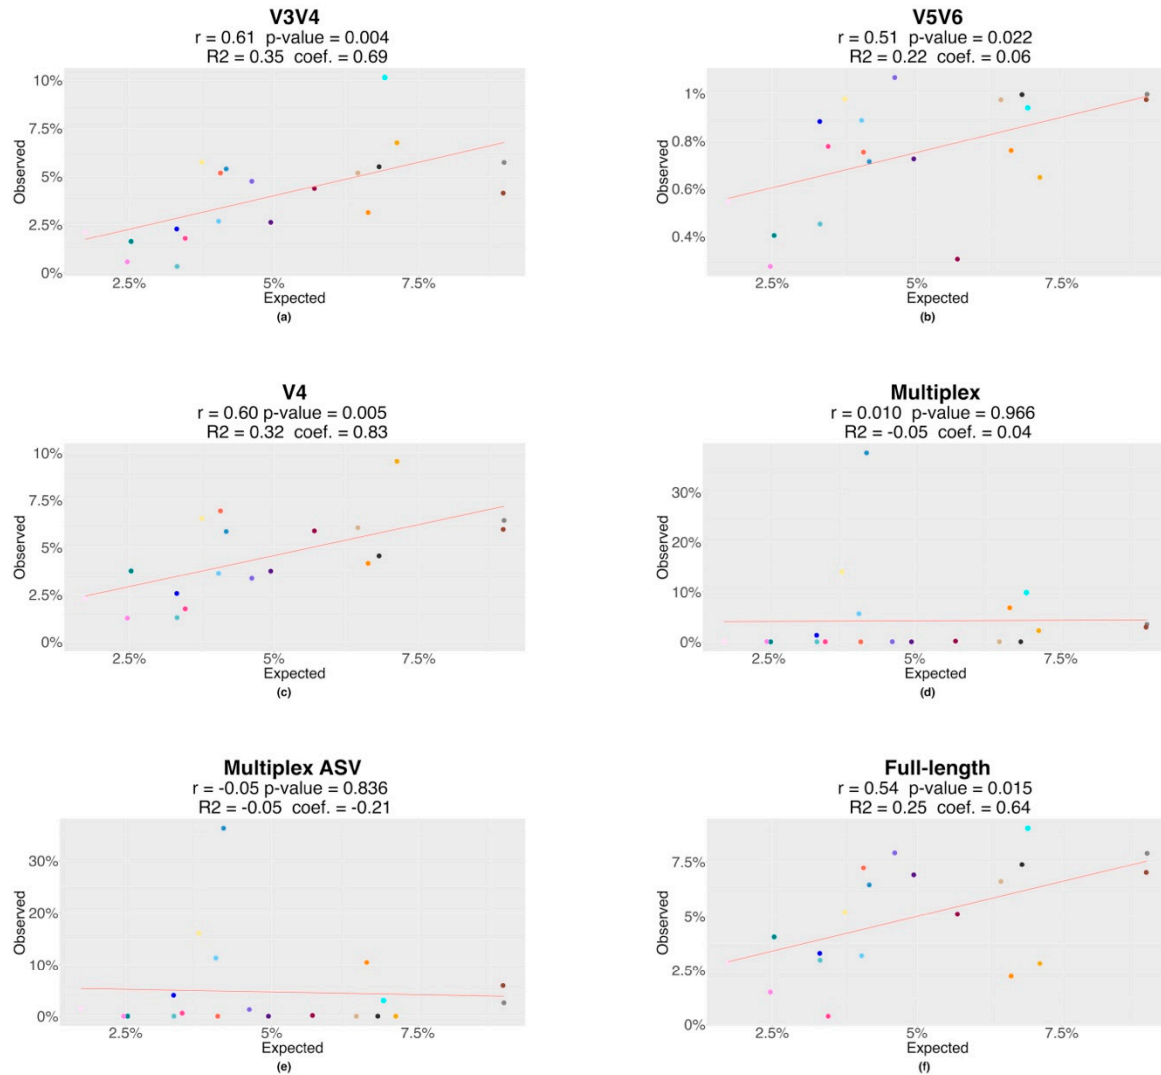 V3V4
r = 0.61 p-value = 0.004
R2 = 0.35 coef. = 0.69
10%
7.5%
5%
2.5%
0%
Observed
2.5% 5% 7.5%
Expected
(a)
V5V6
r = 0.51 p-value = 0.022
R2 = 0.22 coef. = 0.06
1%
0.8%
0.6%
0.4%
Observed
2.5% 5% 7.5%
Expected
(b)
V4
r = 0.60 p-value = 0.005
R2 = 0.32 coef. = 0.83
10%
7.5%
5%
2.5%
0%
Observed
2.5% 5% 7.5%
Expected
(c)
Multiplex
r = 0.010 p-value = 0.966
R2 = -0.05 coef. = 0.04
30%
20%
10%
0%
Observed
2.5% 5% 7.5%
Expected
(d)
Multiplex ASV
r = -0.05 p-value = 0.836
R2 = -0.05 coef. = -0.21
30%
20%
10%
0%
Observed
2.5% 5% 7.5%
Expected
(e)
Full-length
r = 0.54 p-value = 0.015
R2 = 0.25 coef. = 0.64
7.5%
5%
2.5%
0%
Observed
2.5% 5% 7.5%
Expected
(f)